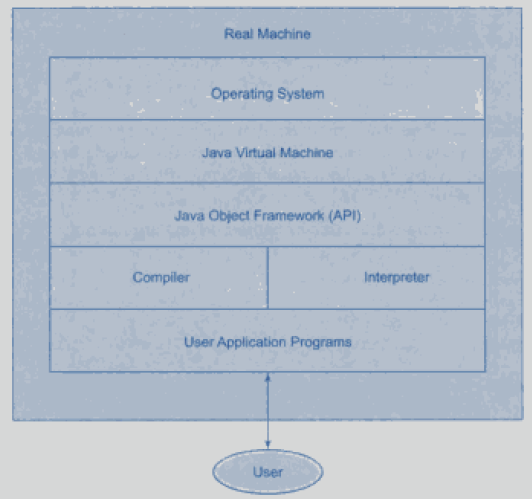 Real Machine
Operating System
Java Virtual Machine
Java Object Framework (API)
Compiler
Interpreter
User Application Programs
User